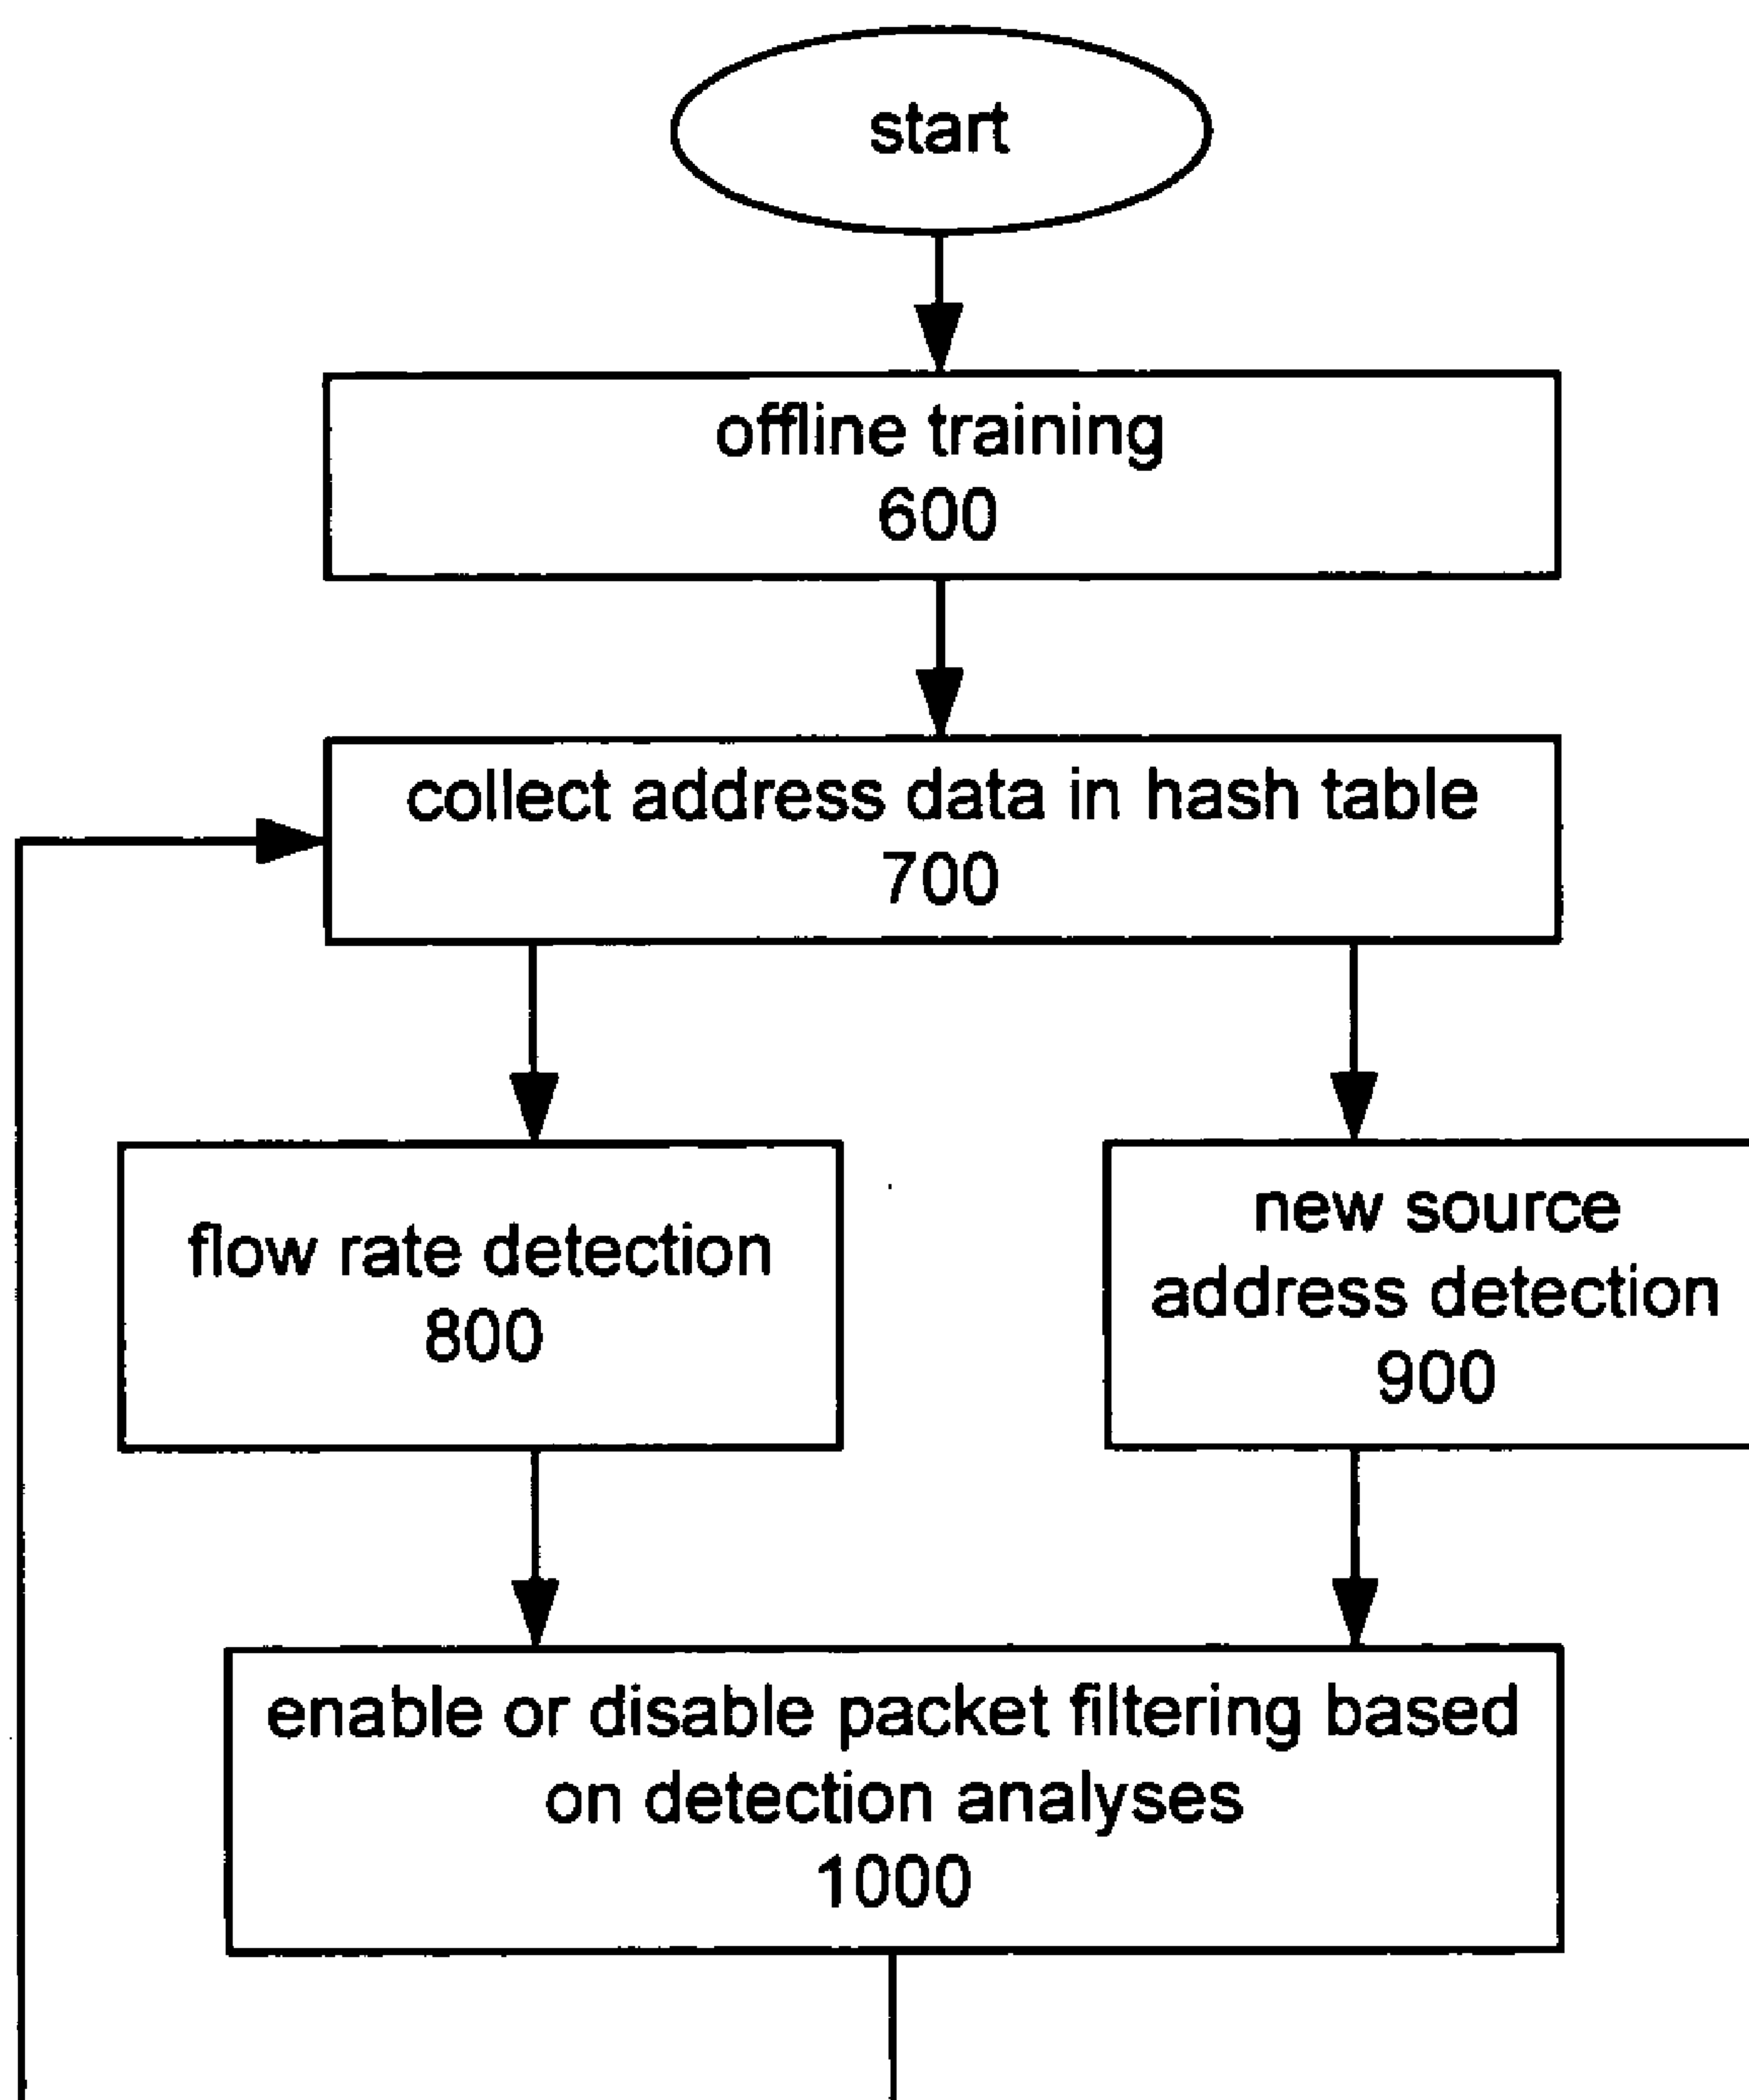 start
offline training
600
collect address data in hash table
700
flow rate detection
800
new source
address detection
900
enable or disable packet filtering based
on detection analyses
1000